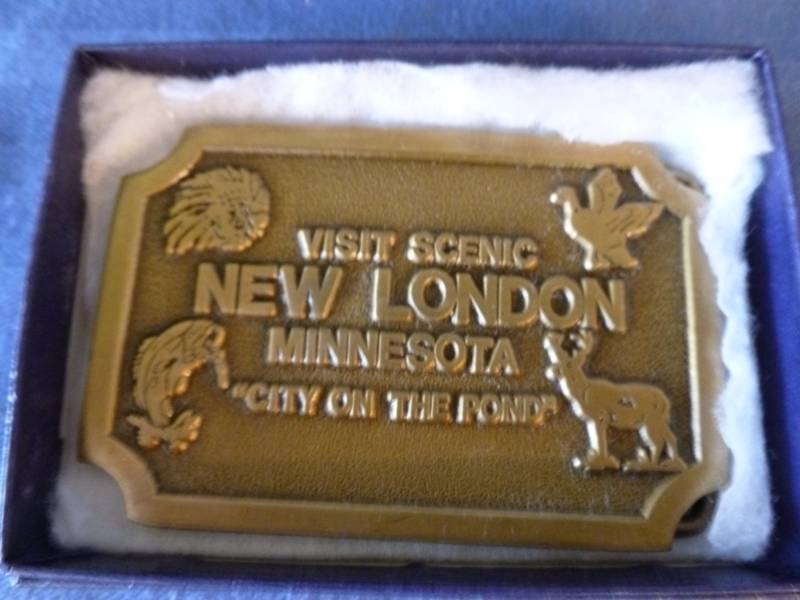 VISIT SCENIC
NEW LONDON
MINNESOTA
"CITY ON THE POND"